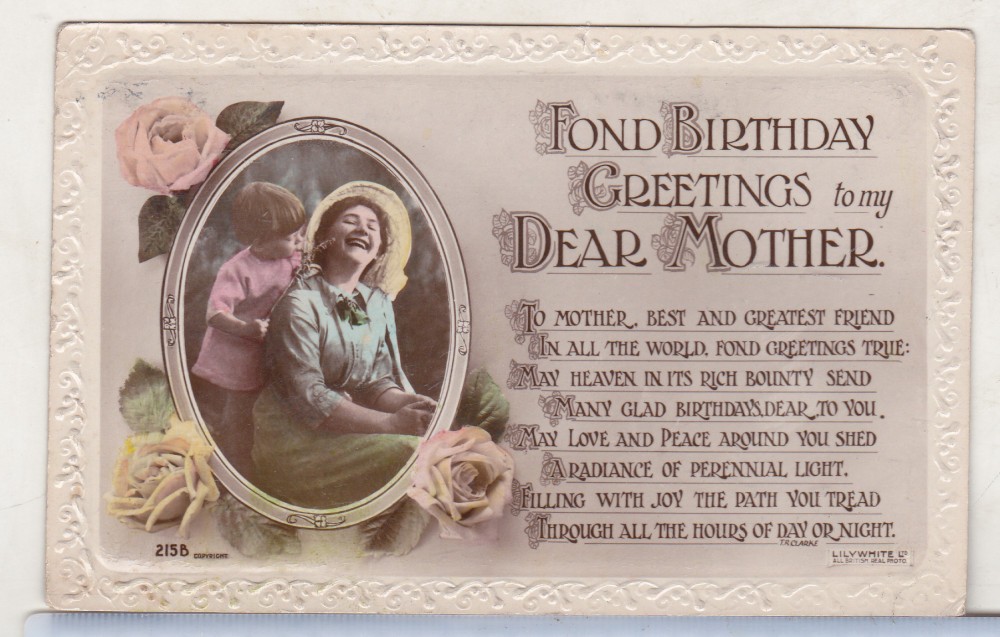 FOND BIRTHDAY
GREETINGS to my
DEAR MOTHER.
TO MOTHER, BEST AND GREATEST FRIEND
IN ALL THE WORLD, FOND GREETINGS TRUE:
MAY HEAVEN IN ITS RICH BOUNTY SEND
MANY GLAD BIRTHDAYS, DEAR, TO YOU.
MAY LOVE AND PEACE AROUND YOU SHED
A RADIANCE OF PERENNIAL LIGHT,
FILLING WITH JOY THE PATH YOU TREAD
THROUGH ALL THE HOURS OF DAY OR NIGHT.
T.R. CLARKE
215B COPYRIGHT
LILYWHITE LTD
ALL BRITISH REAL PHOTO